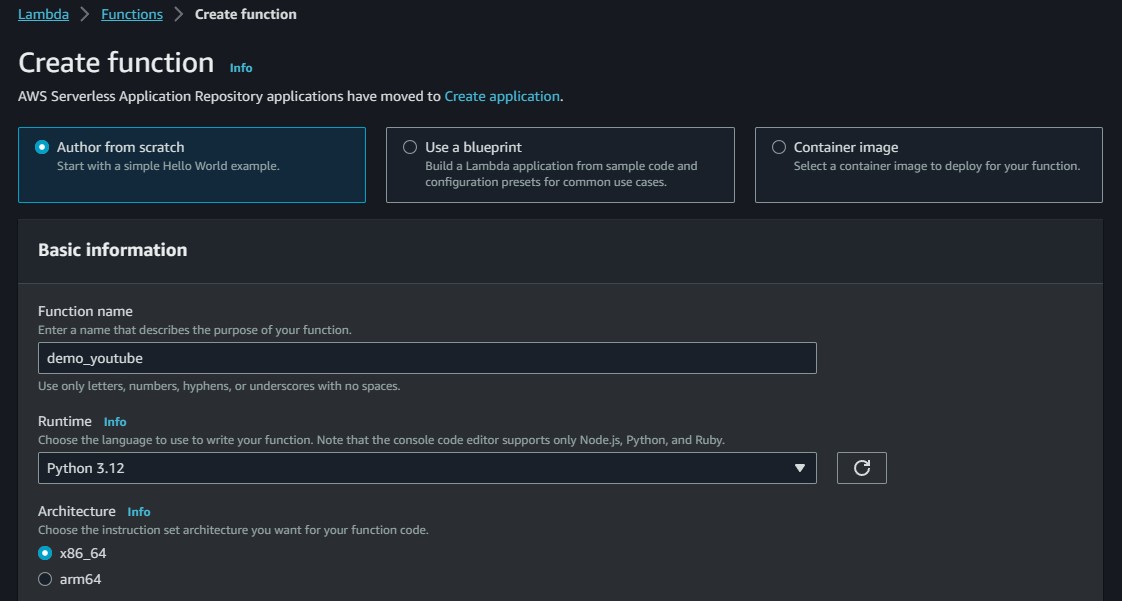 Lambda > Functions > Create function
Create function Info
AWS Serverless Application Repository applications have moved to Create application.
Author from scratch
Start with a simple Hello World example.
Use a blueprint
Build a Lambda application from sample code and
configuration presets for common use cases.
Container image
Select a container image to deploy for your function.
Basic information
Function name
Enter a name that describes the purpose of your function.
demo_youtube
Use only letters, numbers, hyphens, or underscores with no spaces.
Runtime Info
Choose the language to use to write your function. Note that the console code editor supports only Node.js, Python, and Ruby.
Python 3.12
Architecture Info
Choose the instruction set architecture you want for your function code.
x86_64
arm64